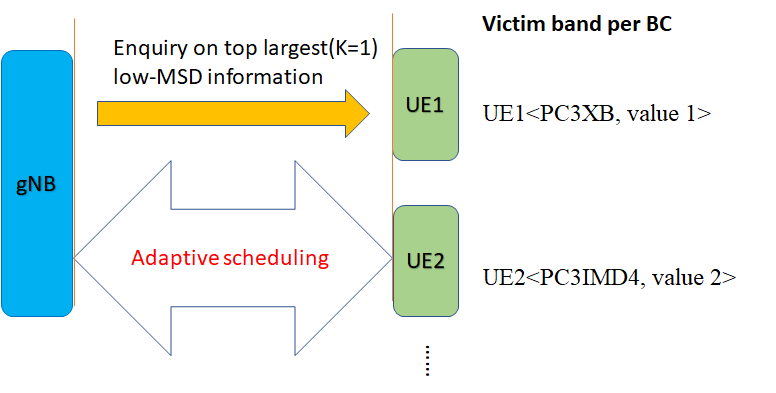 Victim band per BC
Enquiry on top largest(K=1)
low-MSD information
UE1
UE1<PC3XB, value 1>
gNB
Adaptive scheduling
UE2
UE2<PC3IMD4, value 2>